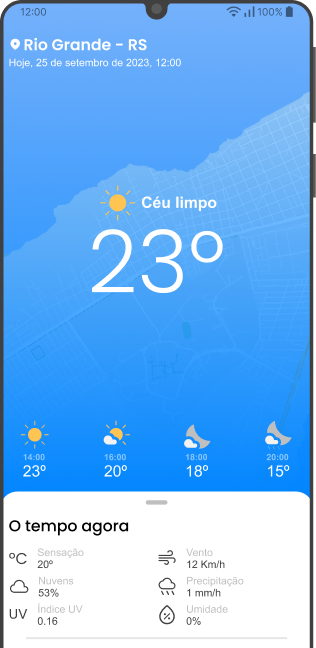 12:00 100%
Rio Grande - RS
Hoje, 25 de setembro de 2023, 12:00
Céu limpo
23º
14:00 16:00 18:00 20:00
23º 20º 18º 15º
O tempo agora
ºC Sensação Vento
20º 12 Km/h
Nuvens Precipitação
53% 1 mm/h
UV Índice UV Umidade
0.16 0%